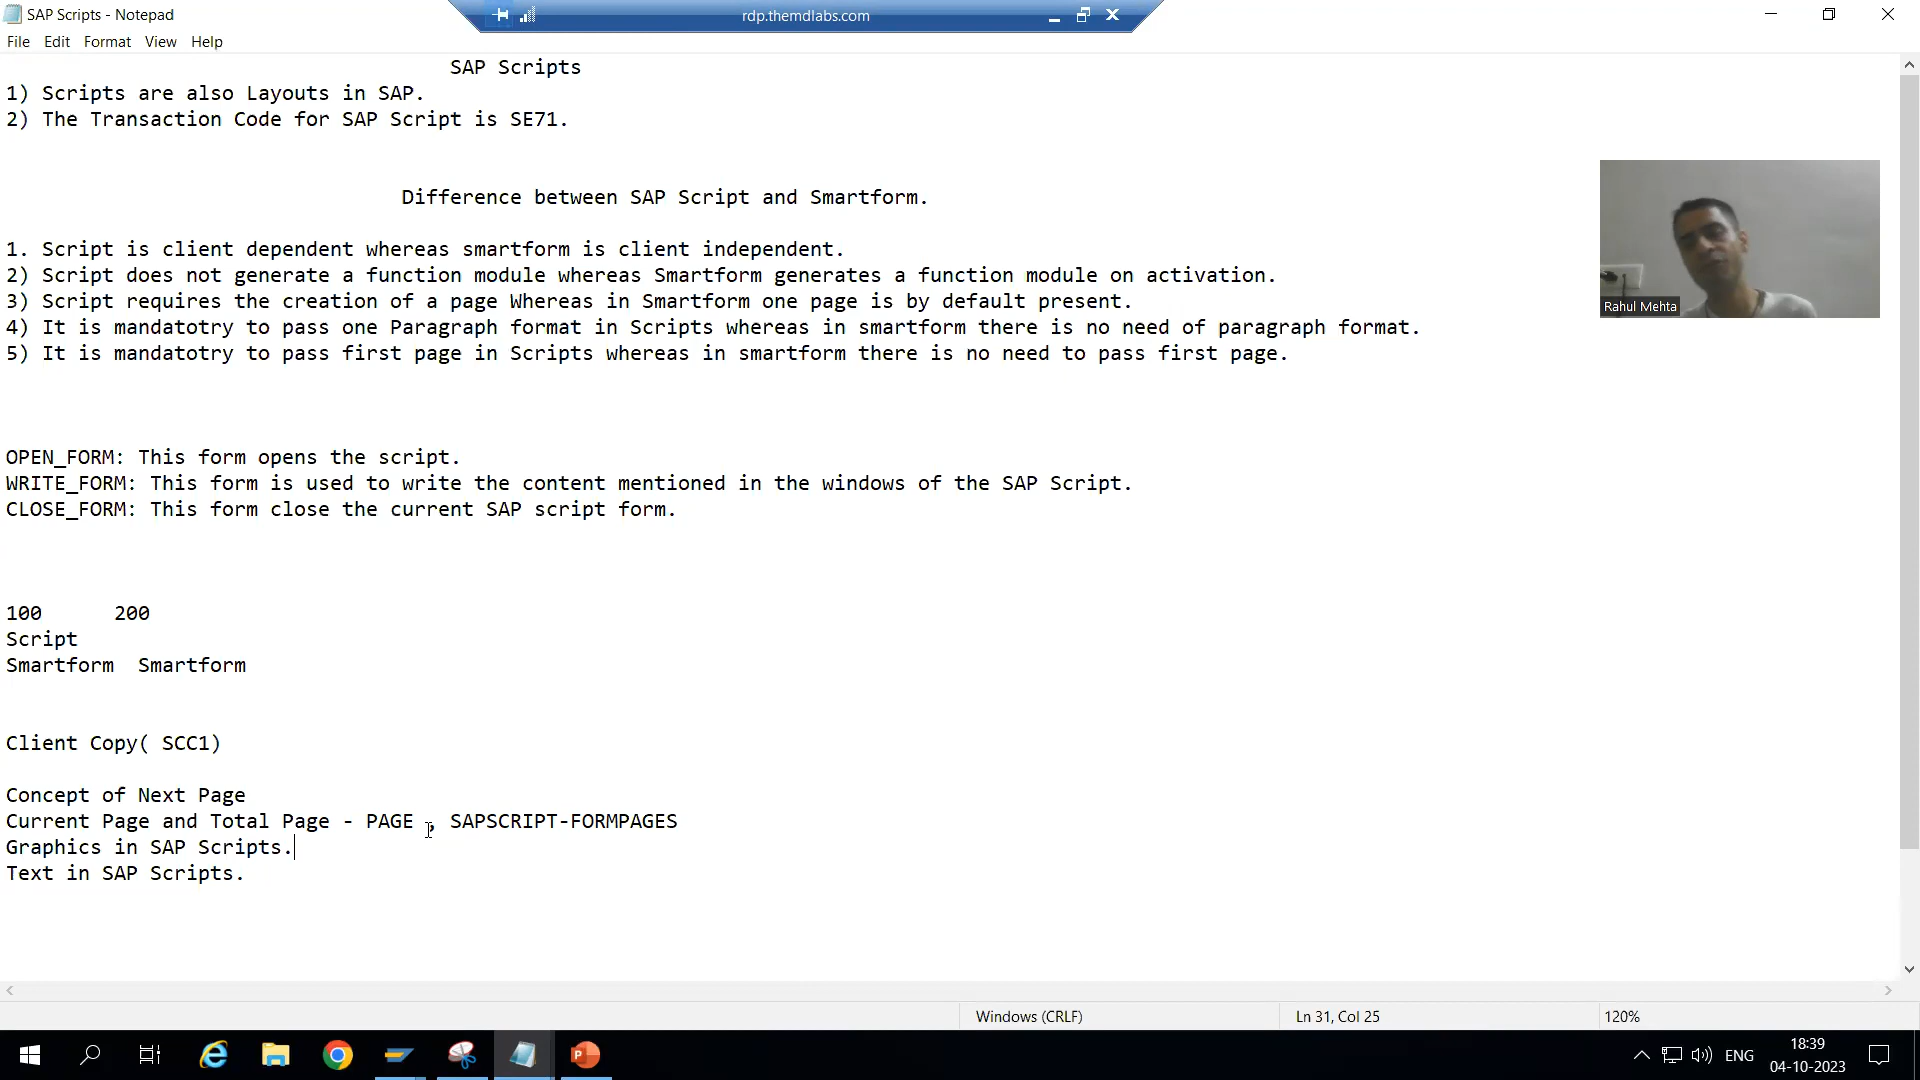 SAP Scripts - Notepad
rdp.themdlabs.com
File Edit Format View Help
SAP Scripts
1) Scripts are also Layouts in SAP.
2) The Transaction Code for SAP Script is SE71.
Difference between SAP Script and Smartform.
1. Script is client dependent whereas smartform is client independent.
2) Script does not generate a function module whereas Smartform generates a function module on activation.
3) Script requires the creation of a page Whereas in Smartform one page is by default present.
4) It is mandatotry to pass one Paragraph format in Scripts whereas in smartform there is no need of paragraph format.
5) It is mandatotry to pass first page in Scripts whereas in smartform there is no need to pass first page.
Rahul Mehta
OPEN_FORM: This form opens the script.
WRITE_FORM: This form is used to write the content mentioned in the windows of the SAP Script.
CLOSE_FORM: This form close the current SAP script form.
100 200
Script
Smartform Smartform
Client Copy( SCC1)
Concept of Next Page
Current Page and Total Page - PAGE , SAPSCRIPT-FORMPAGES
Graphics in SAP Scripts.
Text in SAP Scripts.
Windows (CRLF) Ln 31, Col 25 120%
ENG
18:39
04-10-2023